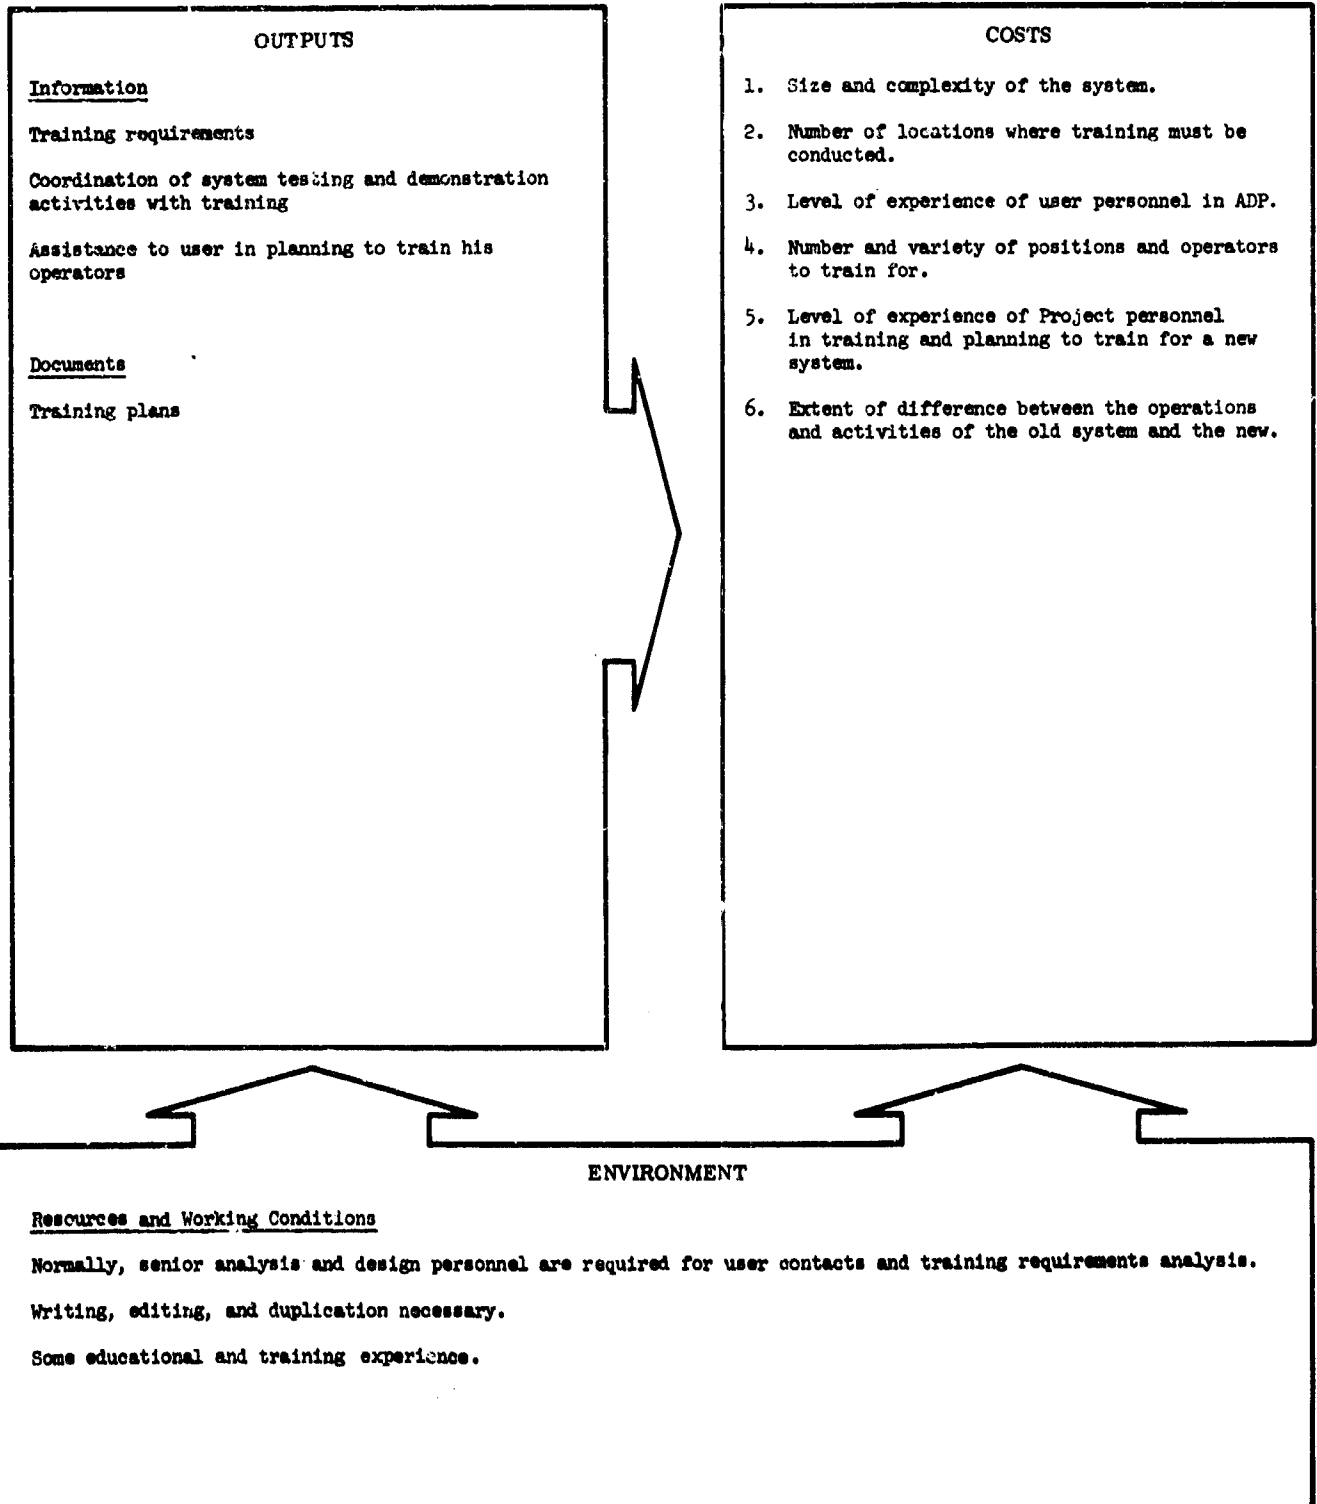 OUTPUTS
Information
Training requirements
Coordination of system testing and demonstration
activities with training
Assistance to user in planning to train his
operators
Documents
Training plans
COSTS
1. Size and complexity of the system.
2. Number of locations where training must be
conducted.
3. Level of experience of user personnel in ADP.
4. Number and variety of positions and operators
to train for.
5. Level of experience of Project personnel
in training and planning to train for a new
system.
6. Extent of difference between the operations
and activities of the old system and the new.
ENVIRONMENT
Resources and Working Conditions
Normally, senior analysis and design personnel are required for user contacts and training requirements analysis.
Writing, editing, and duplication necessary.
Some educational and training experience.